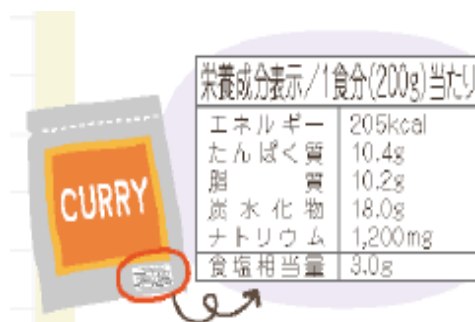 栄養成分表示/1食分(200g)当たり
エネルギー 205kcal
たんぱく質 10.4g
脂質 10.2g
炭水化物 18.0g
ナトリウム 1,200mg
食塩相当量 3.0g
CURRY